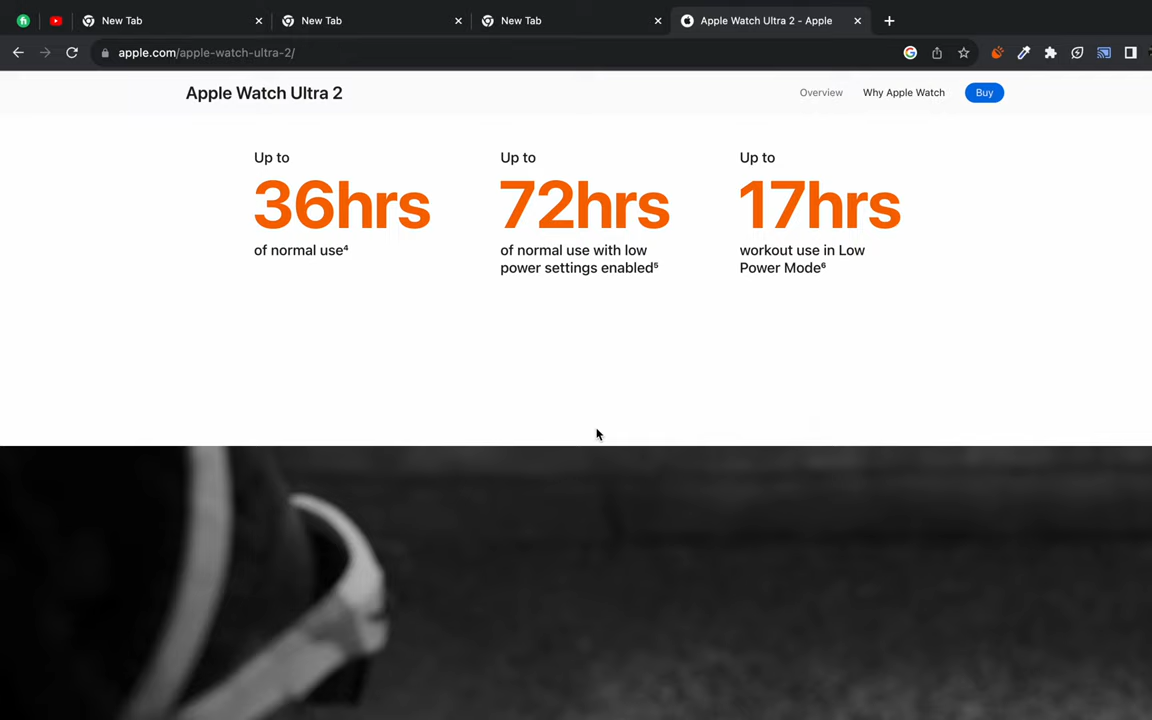 New Tab
New Tab
New Tab
Apple Watch Ultra 2 - Apple
apple.com/apple-watch-ultra-2/
Apple Watch Ultra 2
Overview
Why Apple Watch
Buy
Up to
36hrs
of normal use⁴
Up to
72hrs
of normal use with low
power settings enabled⁵
Up to
17hrs
workout use in Low
Power Mode⁶